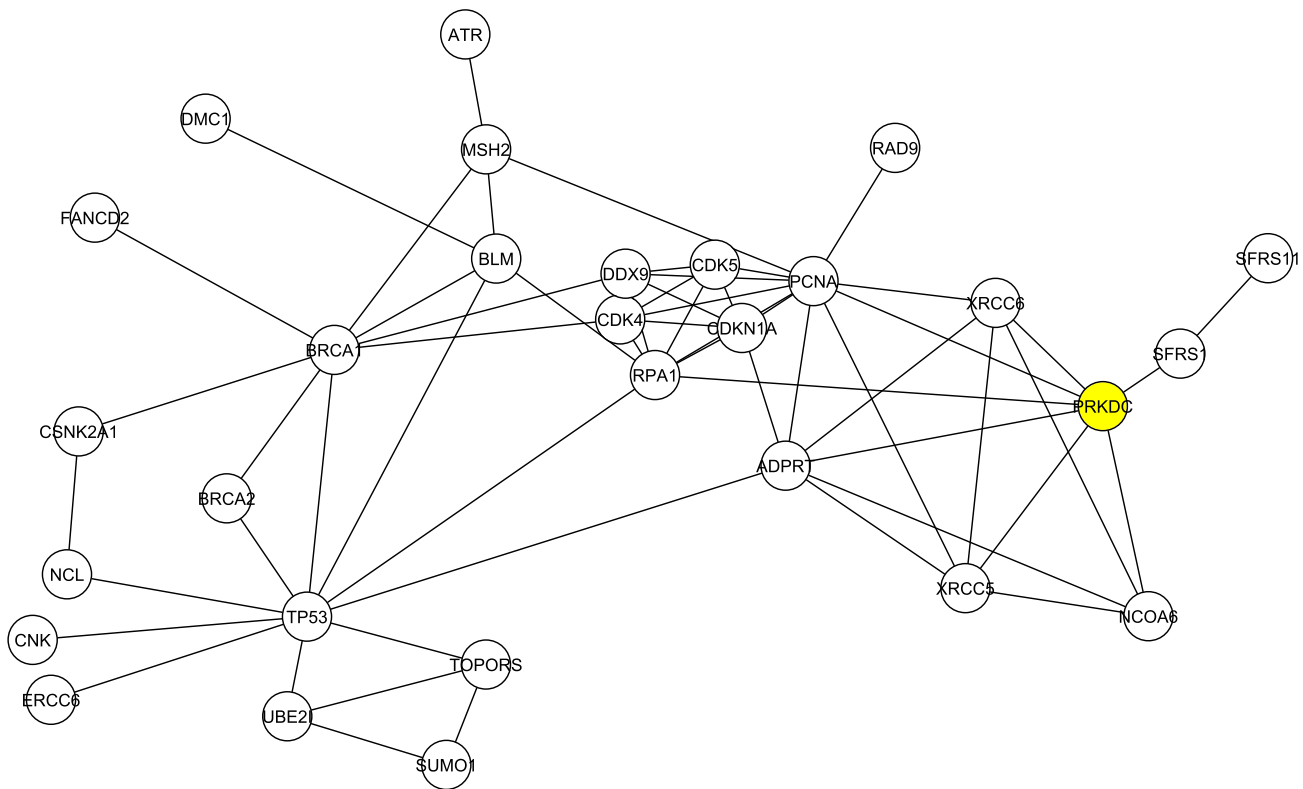 ATR
DMC1
MSH2
RAD9
FANCD2
BLM
DDX9
CDK5
PCNA
SFRS11
XRCC6
CDK4
CDKN1A
BRCA1
SFRS1
RPA1
PRKDC
CSNK2A1
ADPRT
BRCA2
NCL
XRCC5
TP53
NCOA6
CNK
TOPORS
ERCC6
UBE2I
SUMO1